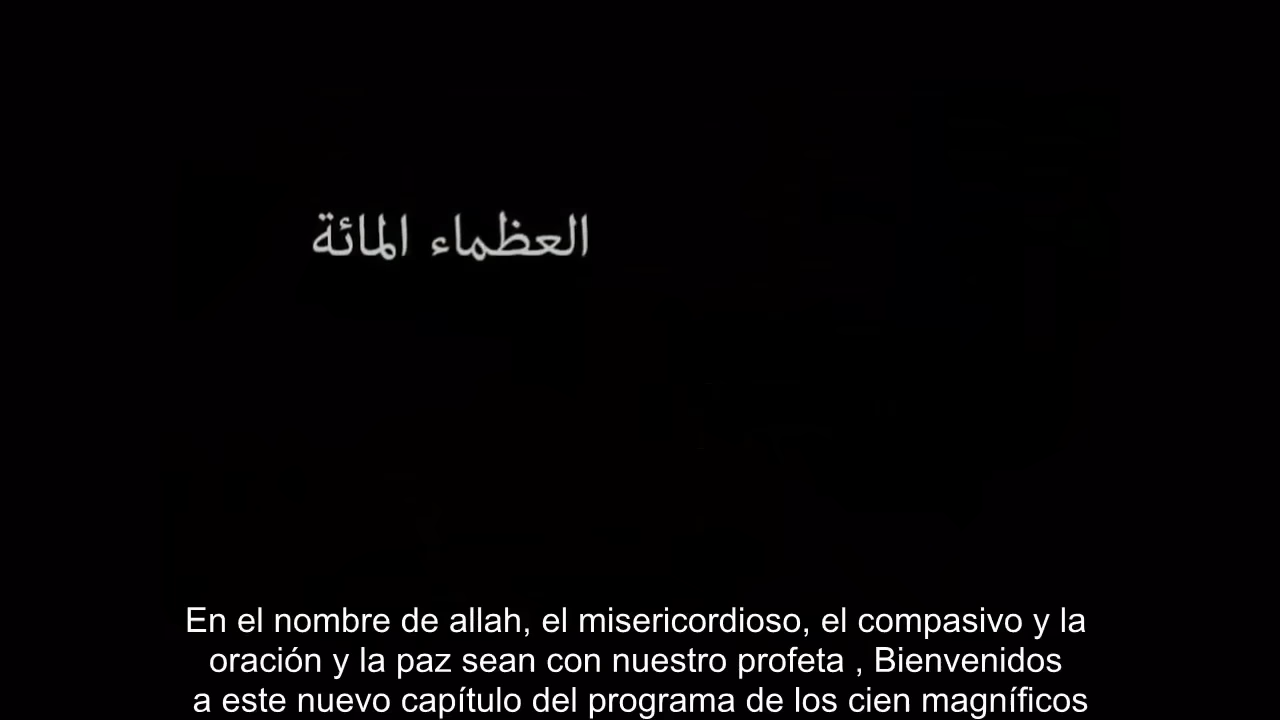 العظماء المائة
En el nombre de allah, el misericordioso, el compasivo y la
oración y la paz sean con nuestro profeta , Bienvenidos
a este nuevo capítulo del programa de los cien magníficos